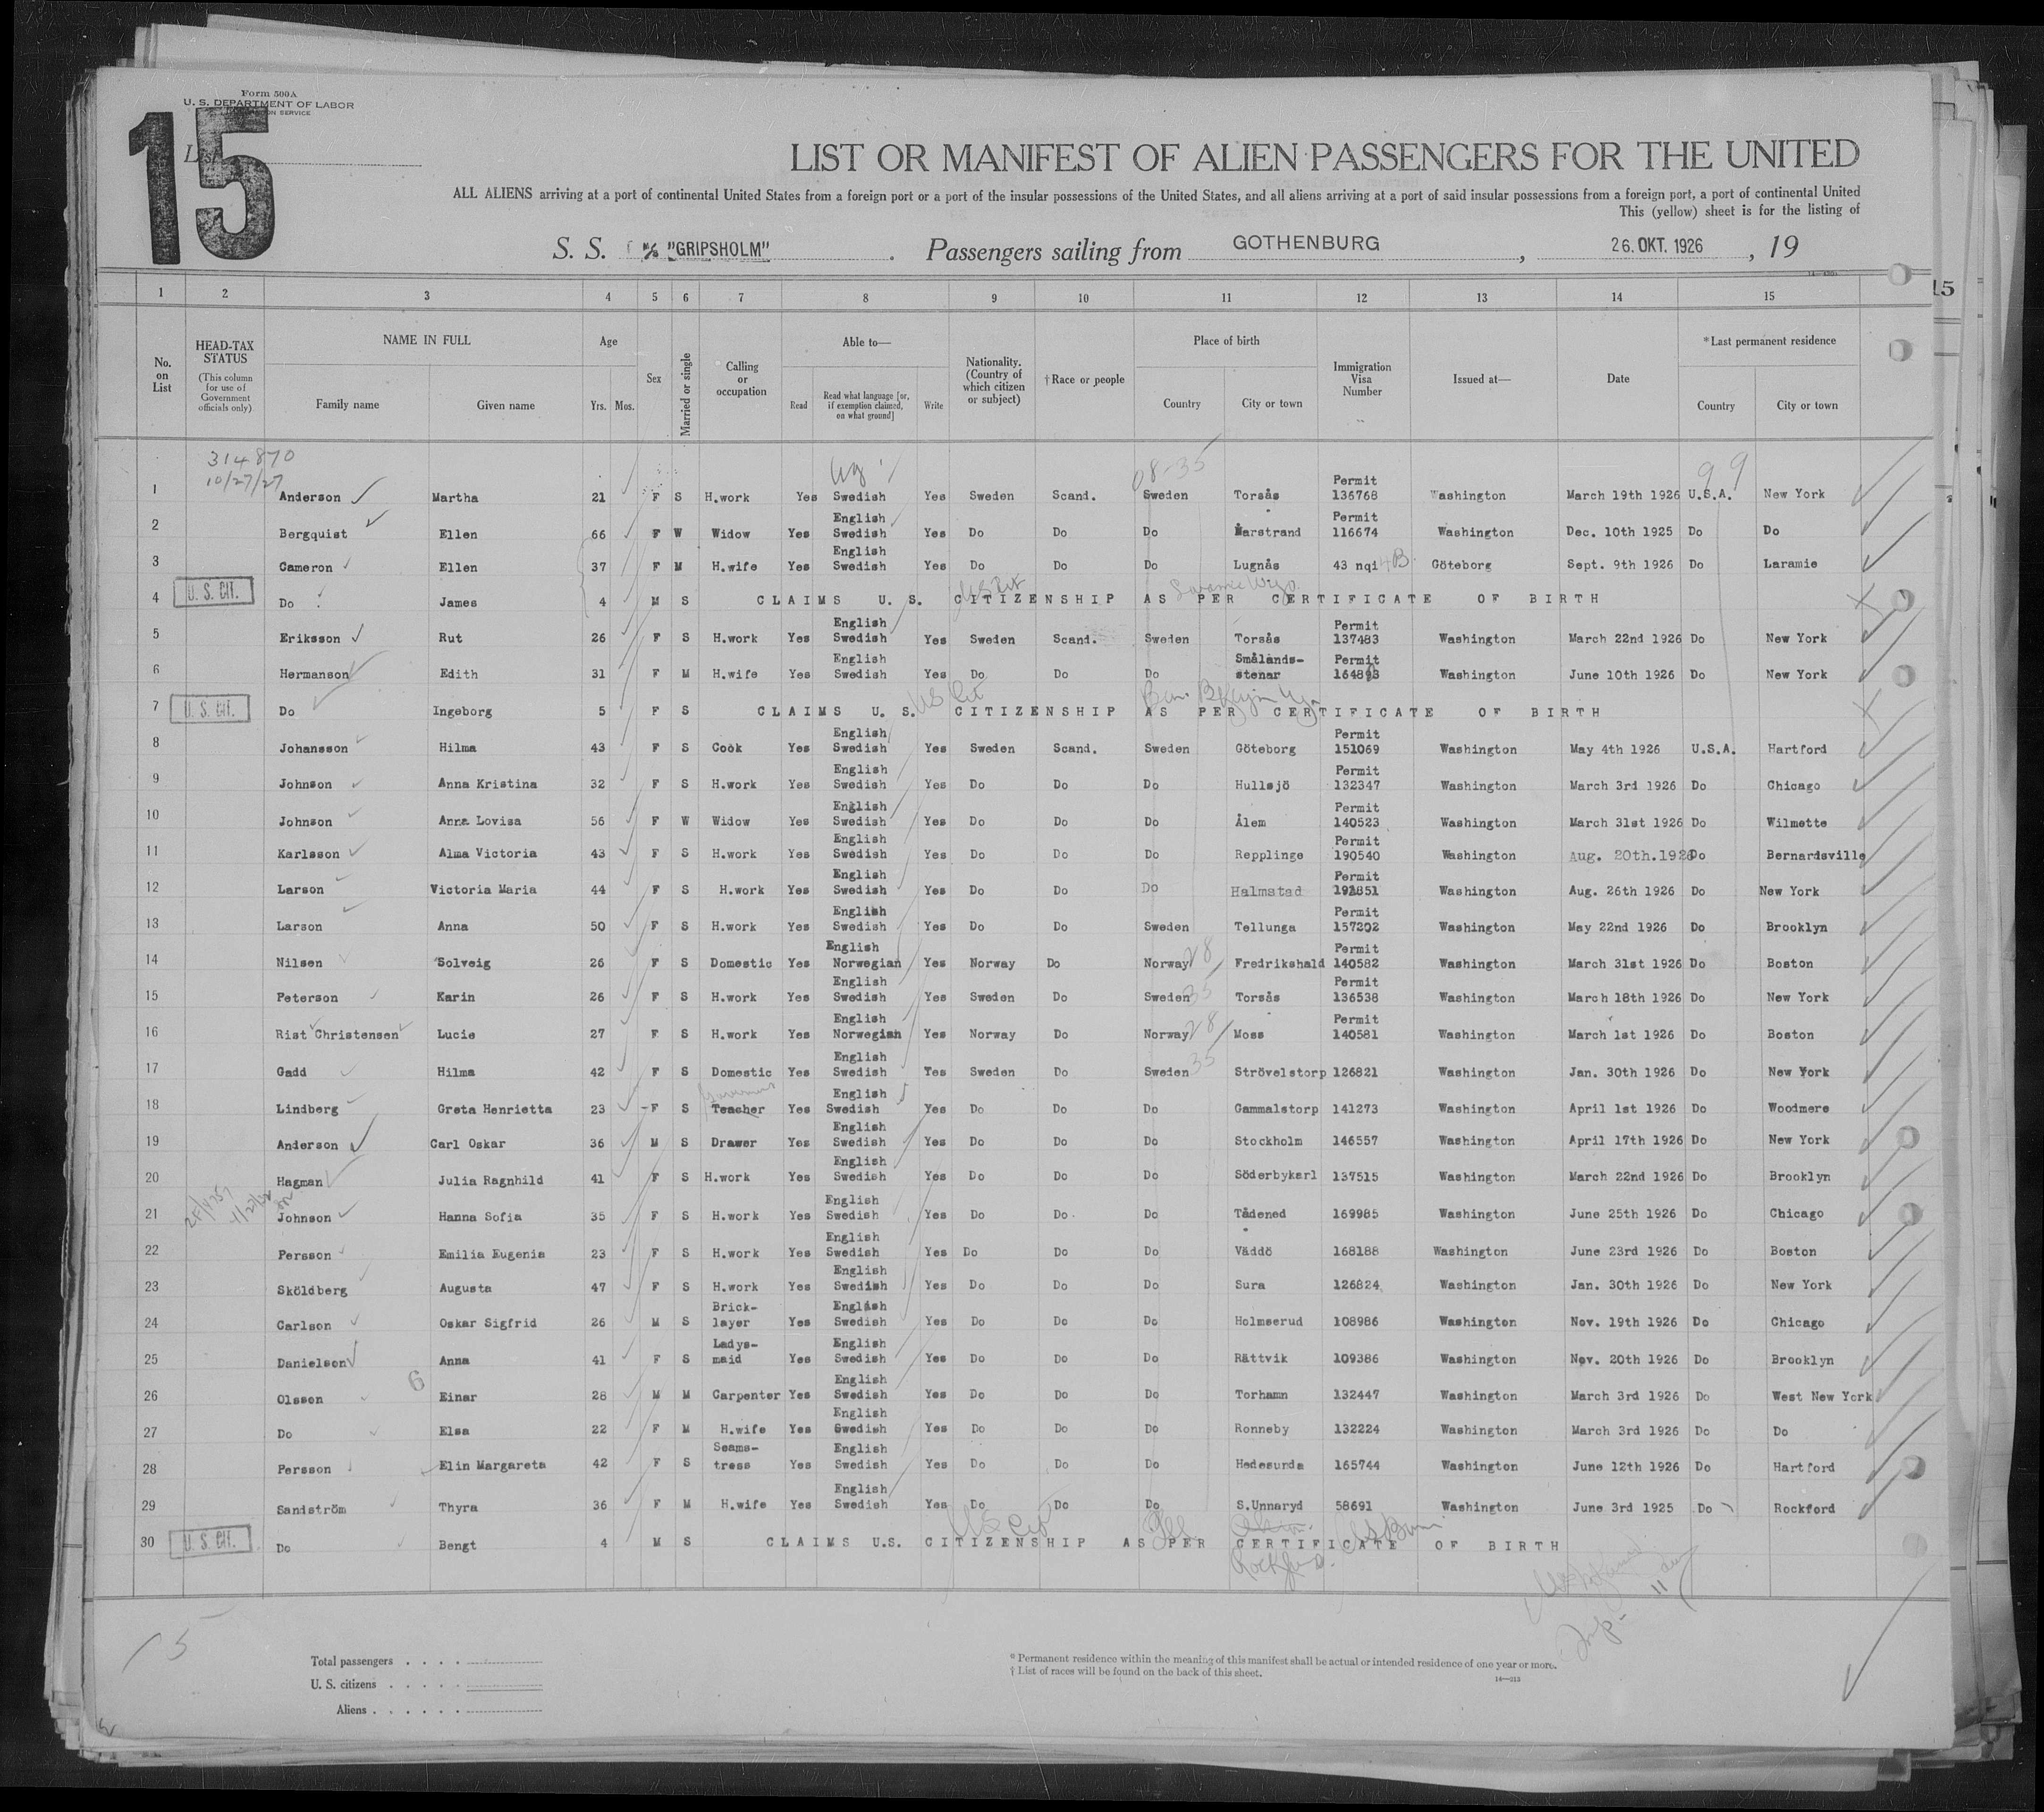 Form 500A
U. S. DEPARTMENT OF LABOR
SERVICE
15
List
LIST OR MANIFEST OF ALIEN PASSENGERS FOR THE UNITED
ALL ALIENS arriving at a port of continental United States from a foreign port or a port of the insular possessions of the United States, and all aliens arriving at a port of said insular possessions from a foreign port, a port of continental United
This (yellow) sheet is for the listing of
S. S. M/S "GRIPSHOLM" . Passengers sailing from GOTHENBURG , 26. OKT. 1926 , 19
15
1 2 3 4 5 6 7 8 9 10 11 12 13 14 15
No. on List HEAD-TAX STATUS (This column for use of Government officials only) NAME IN FULL Family name Given name Age Yrs. Mos. Sex Married or single Calling or occupation Able to— Read Read what language [or, if exemption claimed, on what ground] Write Nationality. (Country of which citizen or subject) † Race or people Place of birth Country City or town Immigration Visa Number Issued at— Date *Last permanent residence Country City or town
314870
10/27/27
08-35
99
1 Anderson Martha 21 F S H.work Yes Swedish Yes Sweden Scand. Sweden Torsås Permit 136768 Washington March 19th 1926 U.S.A. New York
2 Bergquist Ellen 66 F W Widow Yes English Swedish Yes Do Do Do Marstrand Permit 116674 Washington Dec. 10th 1925 Do Do
3 Cameron Ellen 37 F M H.wife Yes English Swedish Yes Do Do Do Lugnås 43 nqi 4B Göteborg Sept. 9th 1926 Do Laramie
4 U. S. CIT. Do James 4 M S CLAIMS U. S. CITIZENSHIP AS PER CERTIFICATE OF BIRTH
5 Eriksson Rut 26 F S H.work Yes English Swedish Yes Sweden Scand. Sweden Torsås Permit 137483 Washington March 22nd 1926 Do New York
6 Hermanson Edith 31 F M H.wife Yes English Swedish Yes Do Do Do Smålands-stenar Permit 164893 Washington June 10th 1926 Do New York
US Cit
7 U. S. CIT. Do Ingeborg 5 F S CLAIMS U. S. CITIZENSHIP AS PER CERTIFICATE OF BIRTH
8 Johansson Hilma 43 F S Cook Yes English Swedish Yes Sweden Scand. Sweden Göteborg Permit 151069 Washington May 4th 1926 U.S.A. Hartford
9 Johnson Anna Kristina 32 F S H.work Yes English Swedish Yes Do Do Do Hullsjö Permit 132347 Washington March 3rd 1926 Do Chicago
10 Johnson Anna Lovisa 56 F W Widow Yes English Swedish Yes Do Do Do Ålem Permit 140523 Washington March 31st 1926 Do Wilmette
11 Karlsson Alma Victoria 43 F S H.work Yes English Swedish Yes Do Do Do Repplinge Permit 190540 Washington Aug. 20th.1926 Do Bernardsville
12 Larson Victoria Maria 44 F S H.work Yes English Swedish Yes Do Do Do Halmstad Permit 192851 Washington Aug. 26th 1926 Do New York
13 Larson Anna 50 F S H.work Yes English Swedish Yes Do Do Sweden Tellunga Permit 157202 Washington May 22nd 1926 Do Brooklyn
14 Nilsen Solveig 26 F S Domestic Yes English Norwegian Yes Norway Do Norway 28 Fredrikshald Permit 140582 Washington March 31st 1926 Do Boston
15 Peterson Karin 26 F S H.work Yes English Swedish Yes Sweden Do Sweden 35 Torsås Permit 136538 Washington March 18th 1926 Do New York
16 Rist Christensen Lucie 27 F S H.work Yes English Norwegian Yes Norway Do Norway 28 Moss Permit 140581 Washington March 1st 1926 Do Boston
17 Gadd Hilma 42 F S Domestic Yes English Swedish Yes Sweden Do Sweden 35 Strövelstorp 126821 Washington Jan. 30th 1926 Do New York
18 Lindberg Greta Henrietta 23 F S Teacher Yes English Swedish Yes Do Do Do Gammalstorp 141273 Washington April 1st 1926 Do Woodmere
19 Anderson Carl Oskar 36 M S Drawer Yes English Swedish Yes Do Do Do Stockholm 146557 Washington April 17th 1926 Do New York
20 Hagman Julia Ragnhild 41 F S H.work Yes English Swedish Yes Do Do Do Söderbykarl 137515 Washington March 22nd 1926 Do Brooklyn
21 Johnson Hanna Sofia 35 F S H.work Yes English Swedish Yes Do Do Do Tådened 169985 Washington June 25th 1926 Do Chicago
22 Persson Emilia Eugenia 23 F S H.work Yes English Swedish Yes Do Do Do Väddö 168188 Washington June 23rd 1926 Do Boston
23 Sköldberg Augusta 47 F S H.work Yes English Swedish Yes Do Do Do Sura 126824 Washington Jan. 30th 1926 Do New York
24 Carlson Oskar Sigfrid 26 M S Brick-layer Yes English Swedish Yes Do Do Do Holmserud 108986 Washington Nov. 19th 1926 Do Chicago
25 Danielson Anna 41 F S Ladys-maid Yes English Swedish Yes Do Do Do Rättvik 109386 Washington Nov. 20th 1926 Do Brooklyn
6
26 Olsson Einar 28 M M Carpenter Yes English Swedish Yes Do Do Do Torhamn 132447 Washington March 3rd 1926 Do West New York
27 Do Elsa 22 F M H.wife Yes English Swedish Yes Do Do Do Ronneby 132224 Washington March 3rd 1926 Do Do
28 Persson Elin Margareta 42 F S Seams-tress Yes English Swedish Yes Do Do Do Hedesunda 165744 Washington June 12th 1926 Do Hartford
29 Sandström Thyra 36 F M H.wife Yes English Swedish Yes Do Do Do S.Unnaryd 58691 Washington June 3rd 1925 Do Rockford
US Cit
30 U. S. CIT. Do Bengt 4 M S CLAIMS U.S. CITIZENSHIP AS PER CERTIFICATE OF BIRTH
Rockford.
15
Total passengers
U. S. citizens
Aliens
* Permanent residence within the meaning of this manifest shall be actual or intended residence of one year or more.
† List of races will be found on the back of this sheet.
14—313